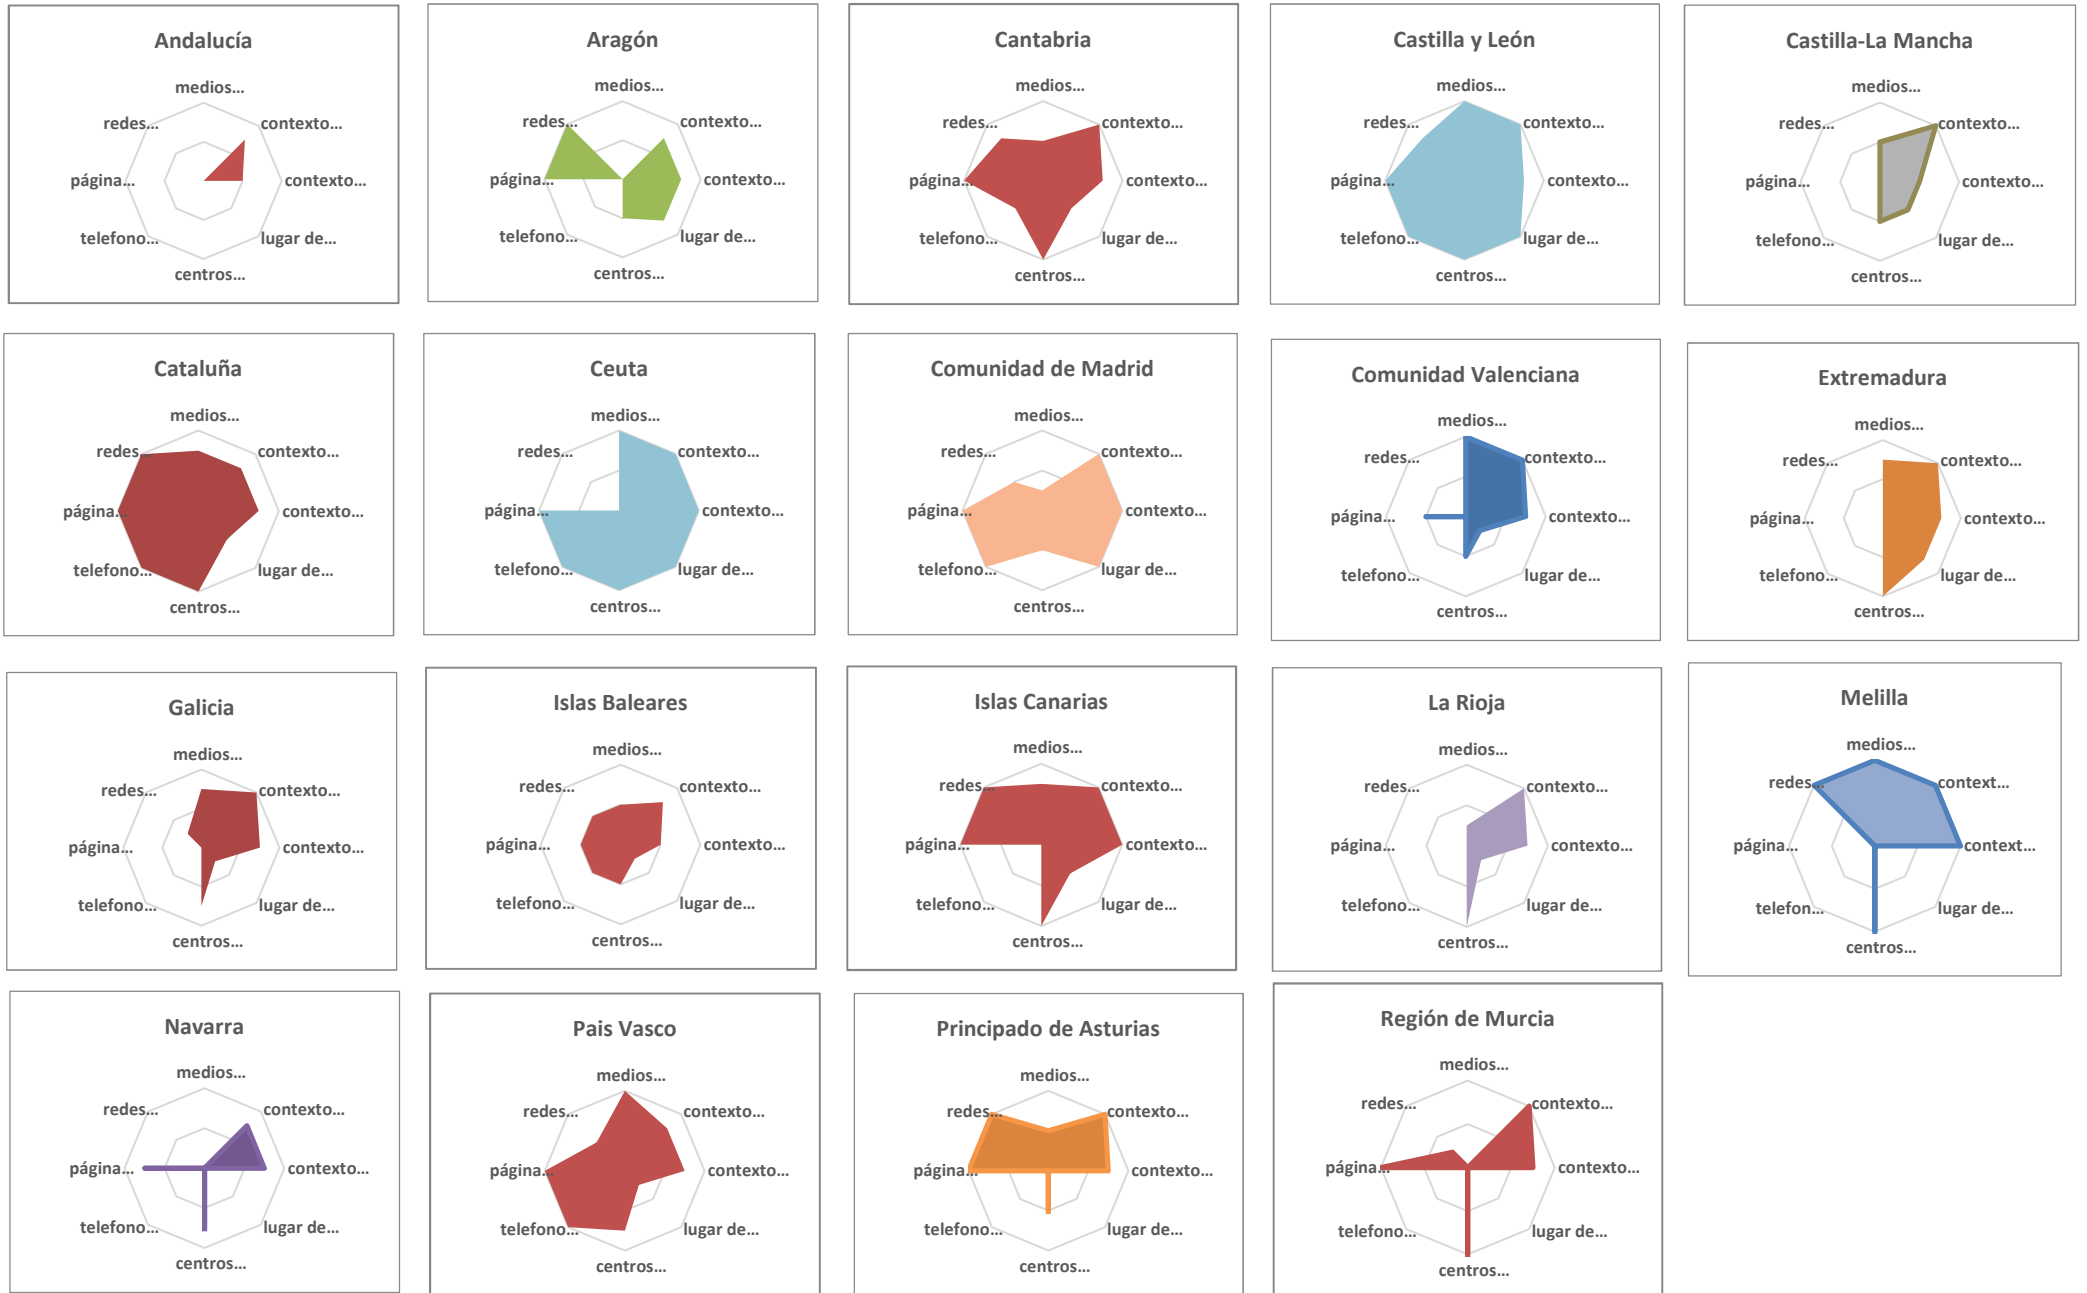 Andalucía
medios...
redes...
contexto...
página...
contexto...
telefono...
lugar de...
centros...
Aragón
medios...
redes...
contexto...
página...
contexto...
telefono...
lugar de...
centros...
Cantabria
medios...
redes...
contexto...
página...
contexto...
telefono...
lugar de...
centros...
Castilla y León
medios...
redes...
contexto...
página...
contexto...
telefono...
lugar de...
centros...
Castilla-La Mancha
medios...
redes...
contexto...
página...
contexto...
telefono...
lugar de...
centros...
Cataluña
medios...
redes...
contexto...
página...
contexto...
telefono...
lugar de...
centros...
Ceuta
medios...
redes...
contexto...
página...
contexto...
telefono...
lugar de...
centros...
Comunidad de Madrid
medios...
redes...
contexto...
página...
contexto...
telefono...
lugar de...
centros...
Comunidad Valenciana
medios...
redes...
contexto...
página...
contexto...
telefono...
lugar de...
centros...
Extremadura
medios...
redes...
contexto...
página...
contexto...
telefono...
lugar de...
centros...
Galicia
medios...
redes...
contexto...
página...
contexto...
telefono...
lugar de...
centros...
Islas Baleares
medios...
redes...
contexto...
página...
contexto...
telefono...
lugar de...
centros...
Islas Canarias
medios...
redes...
contexto...
página...
contexto...
telefono...
lugar de...
centros...
La Rioja
medios...
redes...
contexto...
página...
contexto...
telefono...
lugar de...
centros...
Melilla
medios...
redes...
context...
página...
context...
telefon...
lugar de...
centros...
Navarra
medios...
redes...
contexto...
página...
contexto...
telefono...
lugar de...
centros...
Pais Vasco
medios...
redes...
contexto...
página...
contexto...
telefono...
lugar de...
centros...
Principado de Asturias
medios...
redes...
contexto...
página...
contexto...
telefono...
lugar de...
centros...
Región de Murcia
medios...
redes...
contexto...
página...
contexto...
telefono...
lugar de...
centros...